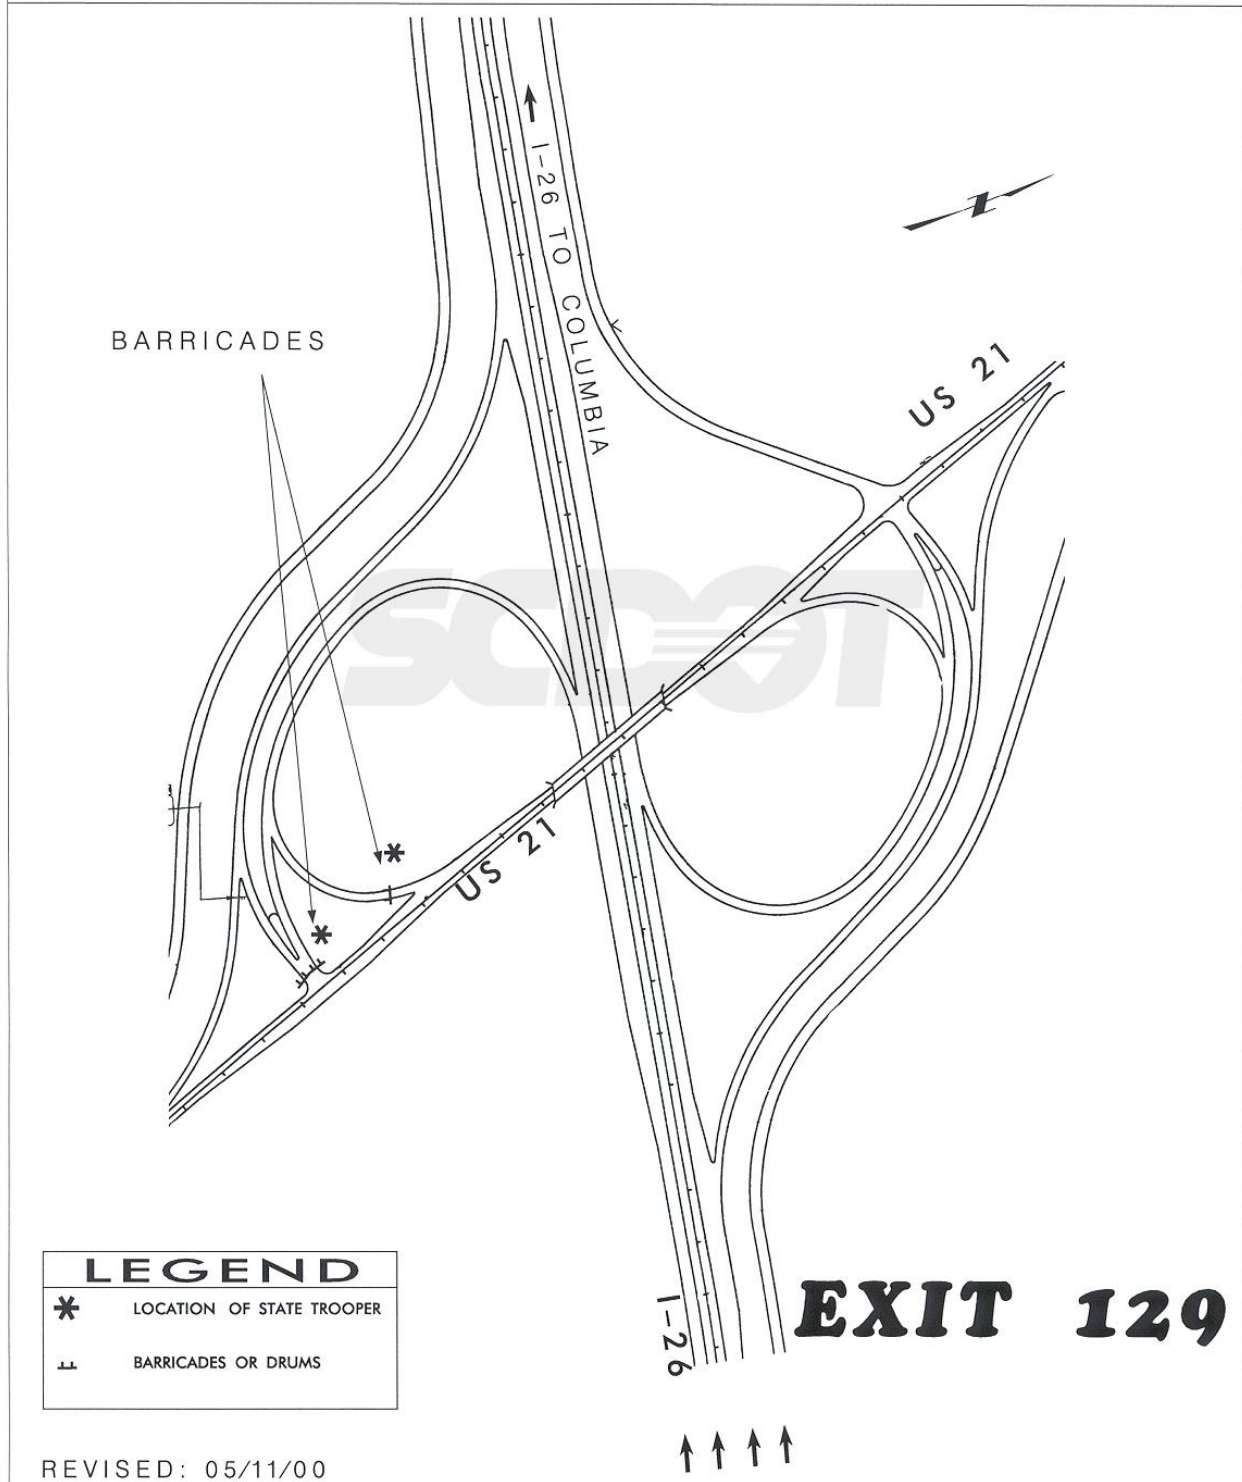 I-26 TO COLUMBIA
N
BARRICADES
US 21
SCDOT
US 21
LEGEND
LOCATION OF STATE TROOPER
BARRICADES OR DRUMS
I-26
EXIT 129
REVISED: 05/11/00